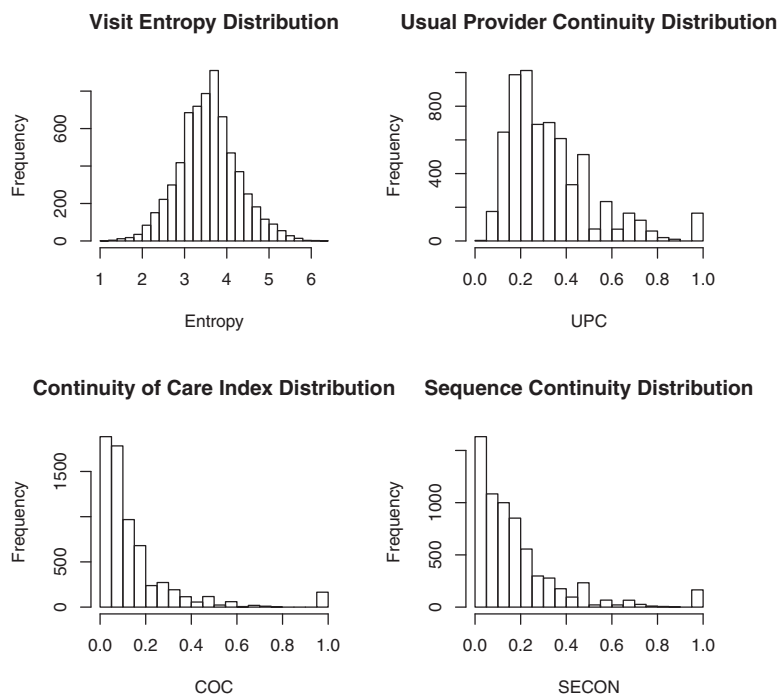 Visit Entropy Distribution
Frequency
600
200
0
1 2 3 4 5 6
Entropy
Usual Provider Continuity Distribution
Frequency
800
400
0
0.0 0.2 0.4 0.6 0.8 1.0
UPC
Continuity of Care Index Distribution
Frequency
1500
500
0
0.0 0.2 0.4 0.6 0.8 1.0
COC
Sequence Continuity Distribution
Frequency
1000
500
0
0.0 0.2 0.4 0.6 0.8 1.0
SECON